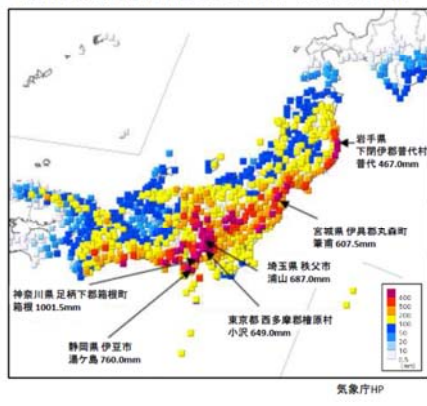 岩手県
下閉伊郡普代村
普代 467.0mm
宮城県 伊具郡丸森町
筆甫 607.5mm
埼玉県 秩父市
浦山 687.0mm
神奈川県 足柄下郡箱根町
箱根 1001.5mm
東京都 西多摩郡檜原村
小沢 649.0mm
静岡県 伊豆市
湯ケ島 760.0mm
400
300
200
100
50
20
0.5
気象庁HP